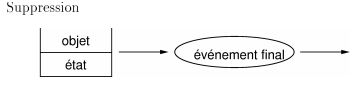 Suppression
objet
état
événement final